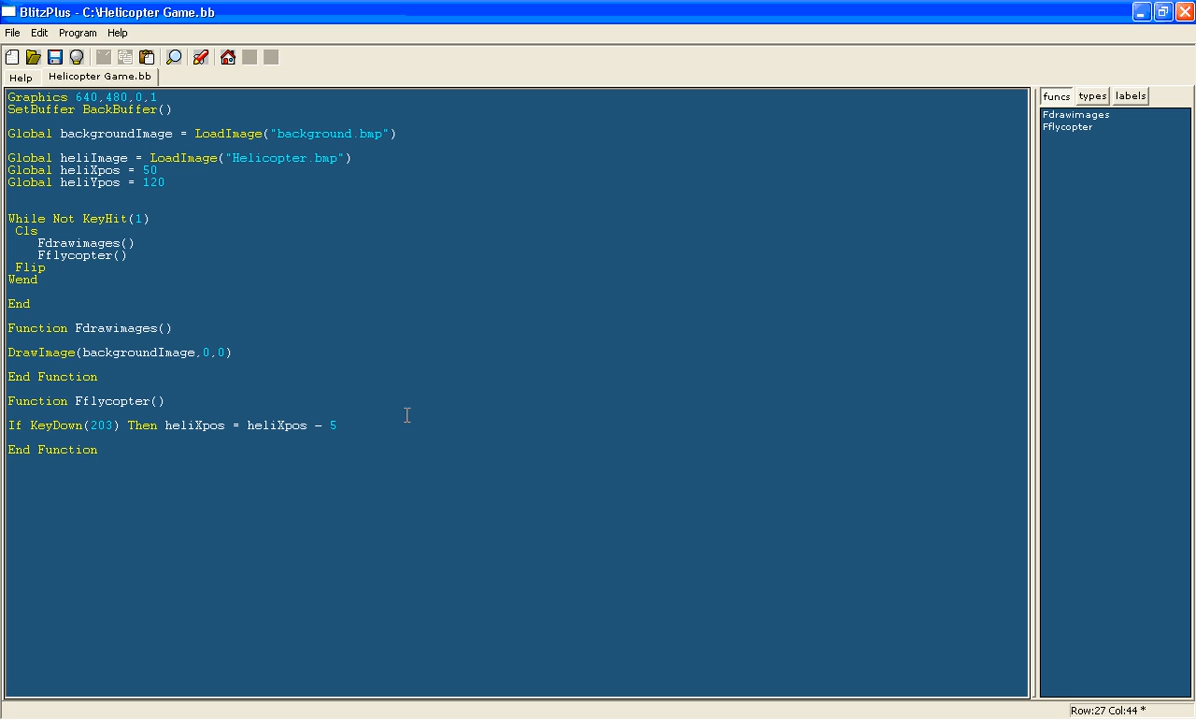 BlitzPlus - C:\Helicopter Game.bb
File Edit Program Help
Help Helicopter Game.bb
Graphics 640,480,0,1
SetBuffer BackBuffer()
Global backgroundImage = LoadImage("background.bmp")
Global heliImage = LoadImage("Helicopter.bmp")
Global heliXpos = 50
Global heliYpos = 120
While Not KeyHit(1)
Cls
Fdrawimages()
Fflycopter()
Flip
Wend
End
Function Fdrawimages()
DrawImage(backgroundImage,0,0)
End Function
Function Fflycopter()
If KeyDown(203) Then heliXpos = heliXpos - 5
End Function
funcs types labels
Fdrawimages
Fflycopter
Row:27 Col:44 *